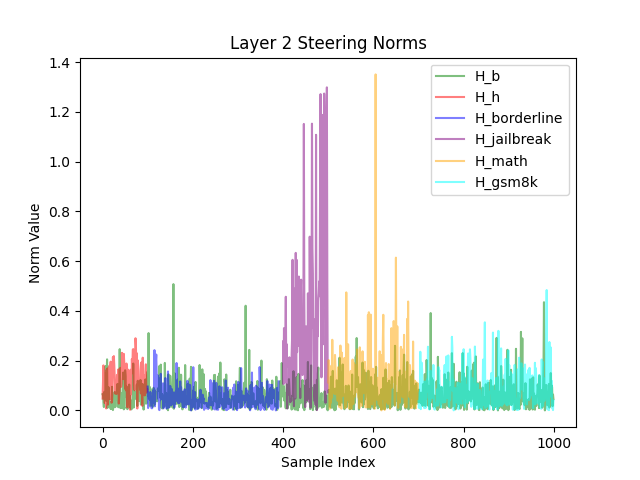 Layer 2 Steering Norms
1.4
1.2
1.0
0.8
0.6
0.4
0.2
0.0
Norm Value
0
200
400
600
800
1000
Sample Index
H_b
H_h
H_borderline
H_jailbreak
H_math
H_gsm8k